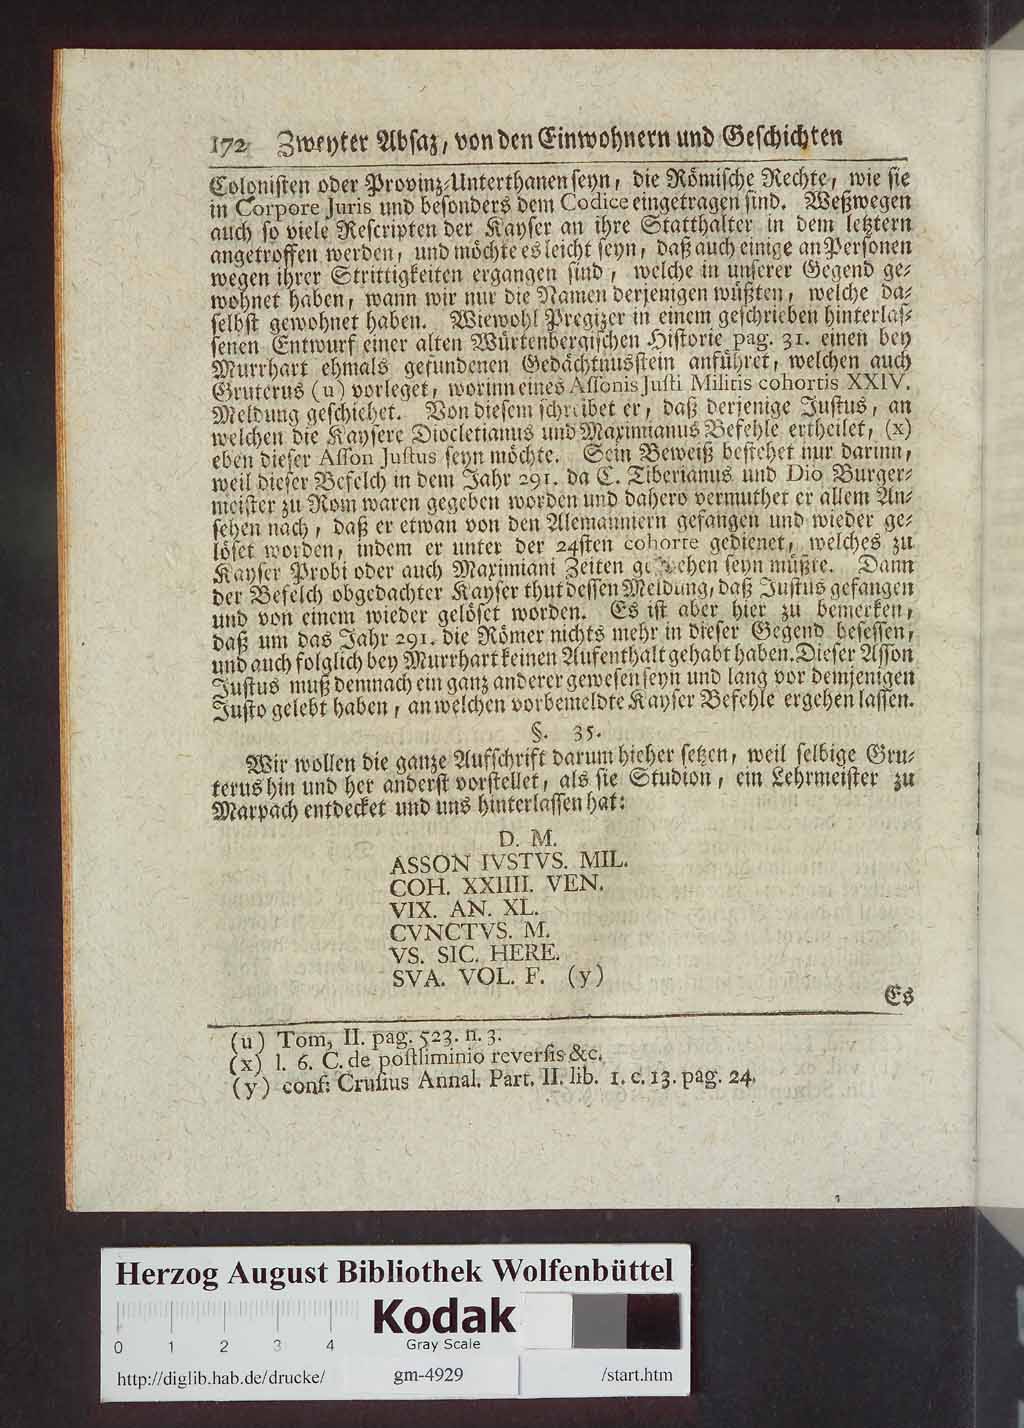 172 Zweyter Absaz, von den Einwohnern und Geschichten
Colonisten oder Provinz-Unterthanen seyn, die Römische Rechte, wie sie
in Corpore Juris und besonders dem Codice eingetragen sind. Weßwegen
auch so viele Rescripten der Kayser an ihre Statthalter in dem letztern
angetroffen werden, und möchte es leicht seyn, daß auch einige an Personen
wegen ihrer Strittigkeiten ergangen sind, welche in unserer Gegend ge-
wohnet haben, wann wir nur die Namen derjenigen wüßten, welche da-
selbst gewohnet haben. Wiewohl Pregizer in einem geschrieben hinterlas-
senen Entwurf einer alten Würtenbergischen Historie pag. 31. einen bey
Murrhart ehmals gefundenen Gedächtnusstein anführet, welchen auch
Gruterus (u) vorleget, worinn eines Assonis Justi Militis cohortis XXIV.
Meldung geschiehet. Von diesem schreibet er, daß derjenige Justus, an
welchen die Kaysere Diocletianus und Maximianus Befehle ertheilet, (x)
eben dieser Asson Justus seyn möchte. Sein Beweiß bestehet nur darinn,
weil dieser Befelch in dem Jahr 291. da C. Tiberianus und Dio Burger-
meister zu Rom waren gegeben worden und dahero vermuthet er allem An-
sehen nach, daß er etwan von den Alemanniern gefangen und wieder ge-
löset worden, indem er unter der 24sten cohorte gedienet, welches zu
Kayser Probi oder auch Maximiani Zeiten geschehen seyn müßte. Dann
der Befelch obgedachter Kayser thut dessen Meldung, daß Justus gefangen
und von einem wieder gelöset worden. Es ist aber hier zu bemerken,
daß um das Jahr 291. die Römer nichts mehr in dieser Gegend besessen,
und auch folglich bey Murrhart keinen Aufenthalt gehabt haben. Dieser Asson
Justus muß demnach ein ganz anderer gewesen seyn und lang vor demjenigen
Justo gelebt haben, an welchen vorbemeldte Kayser Befehle ergehen lassen.
§. 35.
Wir wollen die ganze Aufschrift darum hieher setzen, weil selbige Gru-
terus hin und her anderst vorstellet, als sie Studion, ein Lehrmeister zu
Marpach entdecket und uns hinterlassen hat:
D. M.
ASSON IVSTVS. MIL.
COH. XXIIII. VEN.
VIX. AN. XL.
CVNCTVS. M.
VS. SIC. HERE.
SVA. VOL. F. (y)
Es
(u) Tom, II. pag. 523. n. 3.
(x) l. 6. C. de postliminio reversis &c.
(y) conf: Crusius Annal. Part. II. lib. 1. c. 13. pag. 24.
Herzog August Bibliothek Wolfenbüttel
Kodak
Gray Scale
0 1 2 3 4
http://diglib.hab.de/drucke/ gm-4929 /start.htm